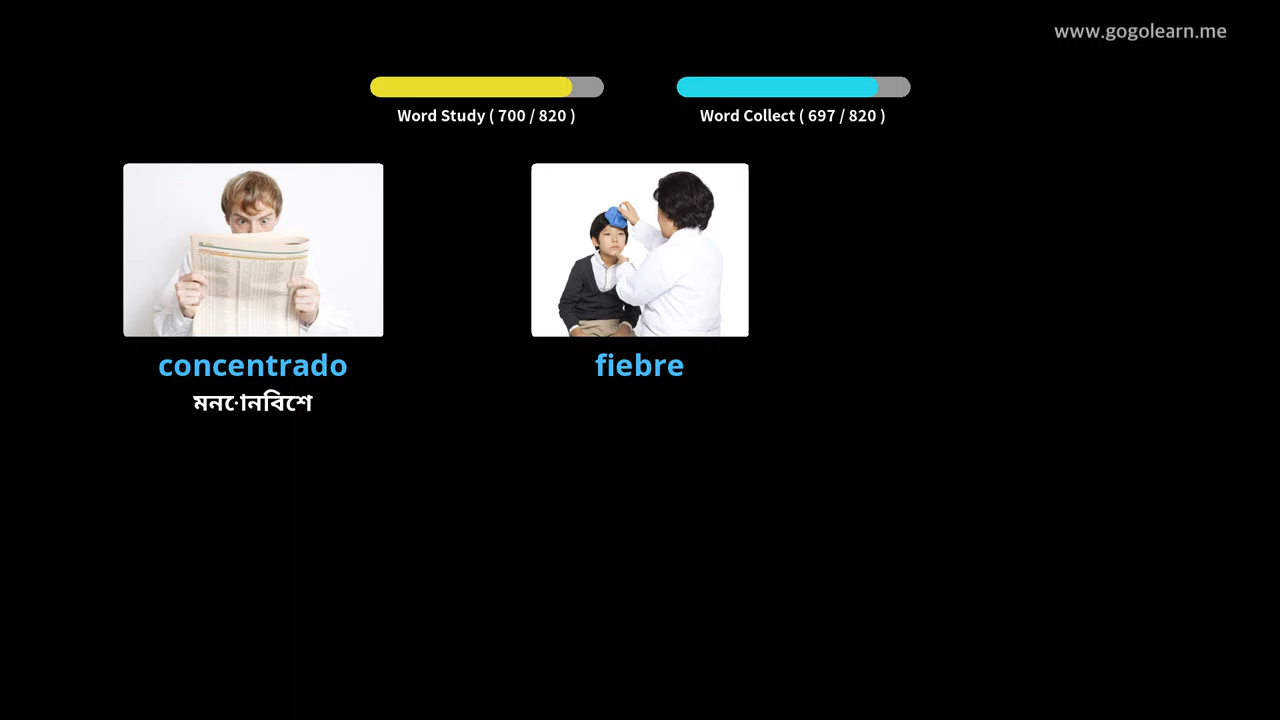 www.gogolearn.me
Word Study ( 700 / 820 )
Word Collect ( 697 / 820 )
concentrado
fiebre
মনোনিবেশ